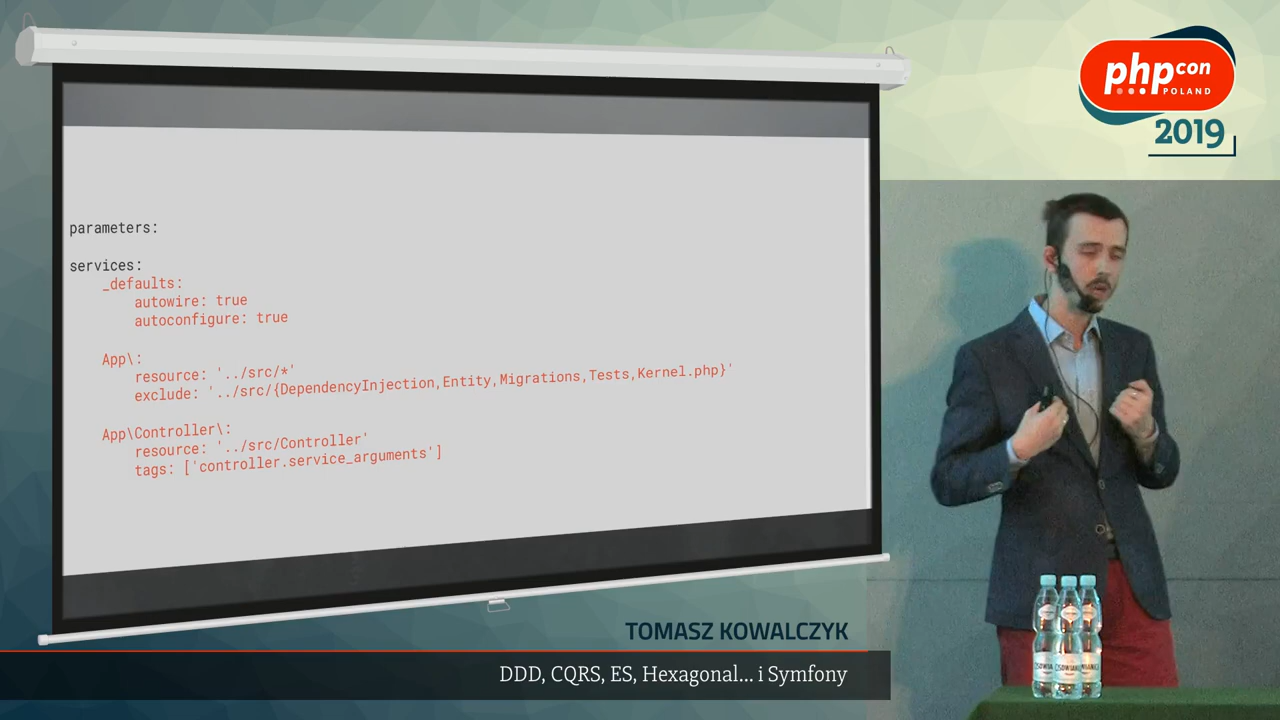 parameters:
services:
_defaults:
autowire: true
autoconfigure: true
App\:
resource: '../src/*'
exclude: '../src/{DependencyInjection,Entity,Migrations,Tests,Kernel.php}'
App\Controller\:
resource: '../src/Controller'
tags: ['controller.service_arguments']
phpcon
POLAND
2019
TOMASZ KOWALCZYK
DDD, CQRS, ES, Hexagonal... i Symfony